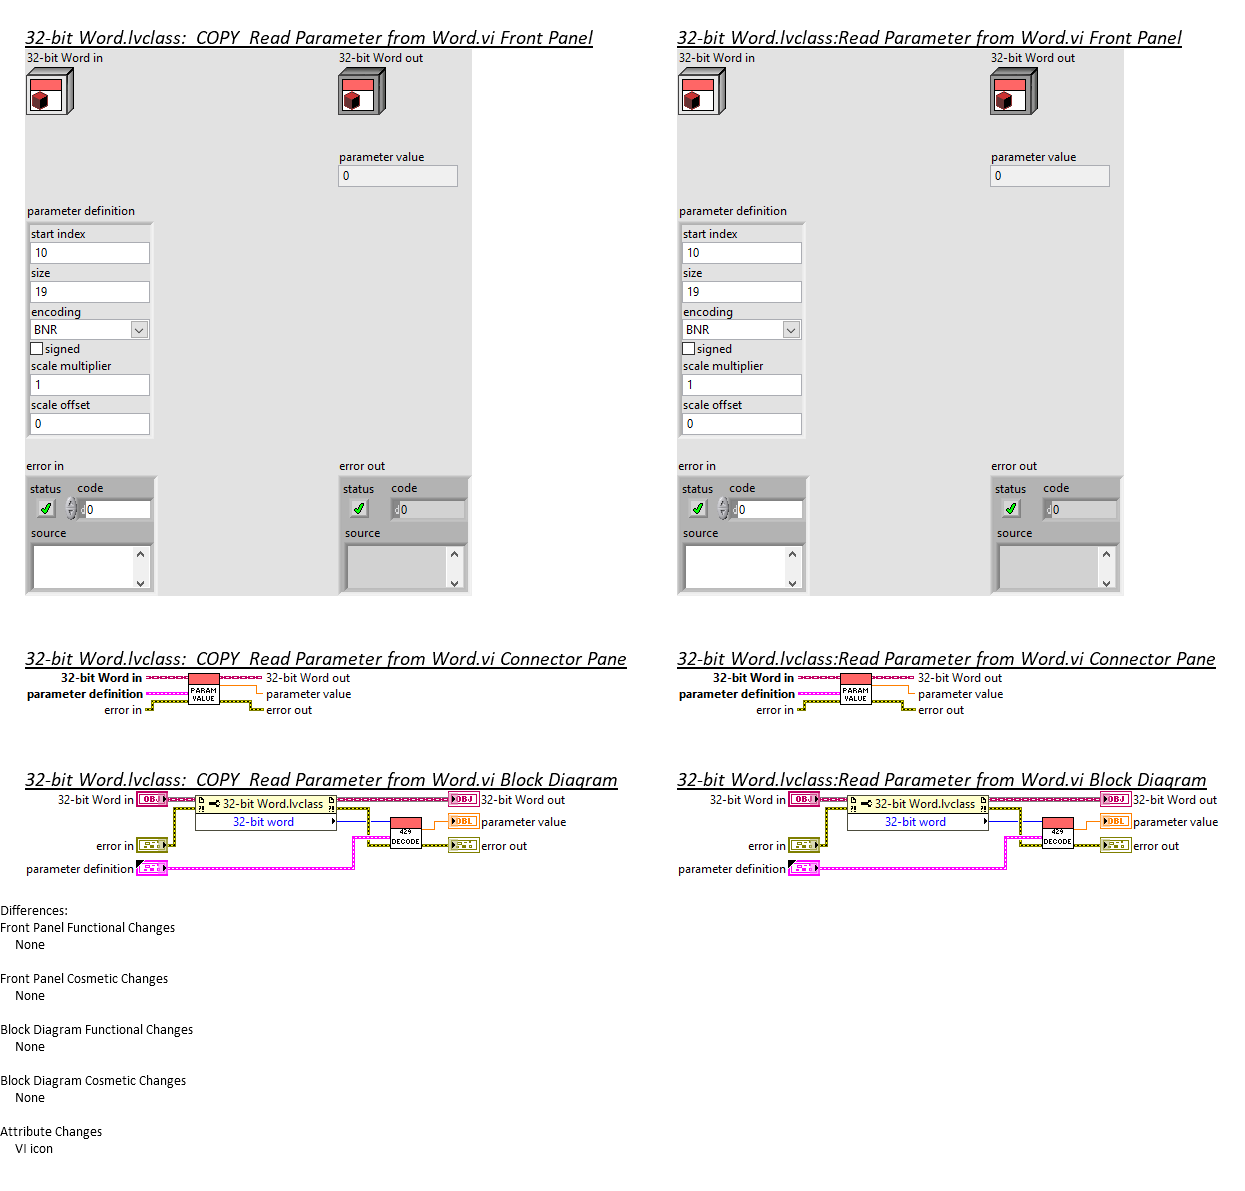 32-bit Word.lvclass:  COPY  Read Parameter from Word.vi Front Panel
32-bit Word in
32-bit Word out
parameter value
0
parameter definition
start index
10
size
19
encoding
BNR
signed
scale multiplier
1
scale offset
0
error in
status code
d0
source
error out
status code
d0
source
32-bit Word.lvclass:Read Parameter from Word.vi Front Panel
32-bit Word in
32-bit Word out
parameter value
0
parameter definition
start index
10
size
19
encoding
BNR
signed
scale multiplier
1
scale offset
0
error in
status code
d0
source
error out
status code
d0
source
32-bit Word.lvclass:  COPY  Read Parameter from Word.vi Connector Pane
32-bit Word in
parameter definition
error in
PARAM
VALUE
32-bit Word out
parameter value
error out
32-bit Word.lvclass:Read Parameter from Word.vi Connector Pane
32-bit Word in
parameter definition
error in
PARAM
VALUE
32-bit Word out
parameter value
error out
32-bit Word.lvclass:  COPY  Read Parameter from Word.vi Block Diagram
32-bit Word in
OBJ
?!
32-bit Word.lvclass
?!
32-bit word
error in
parameter definition
429
DECODE
OBJ
32-bit Word out
DBL
parameter value
error out
32-bit Word.lvclass:Read Parameter from Word.vi Block Diagram
32-bit Word in
OBJ
?!
32-bit Word.lvclass
?!
32-bit word
error in
parameter definition
429
DECODE
OBJ
32-bit Word out
DBL
parameter value
error out
Differences:
Front Panel Functional Changes
None
Front Panel Cosmetic Changes
None
Block Diagram Functional Changes
None
Block Diagram Cosmetic Changes
None
Attribute Changes
VI icon